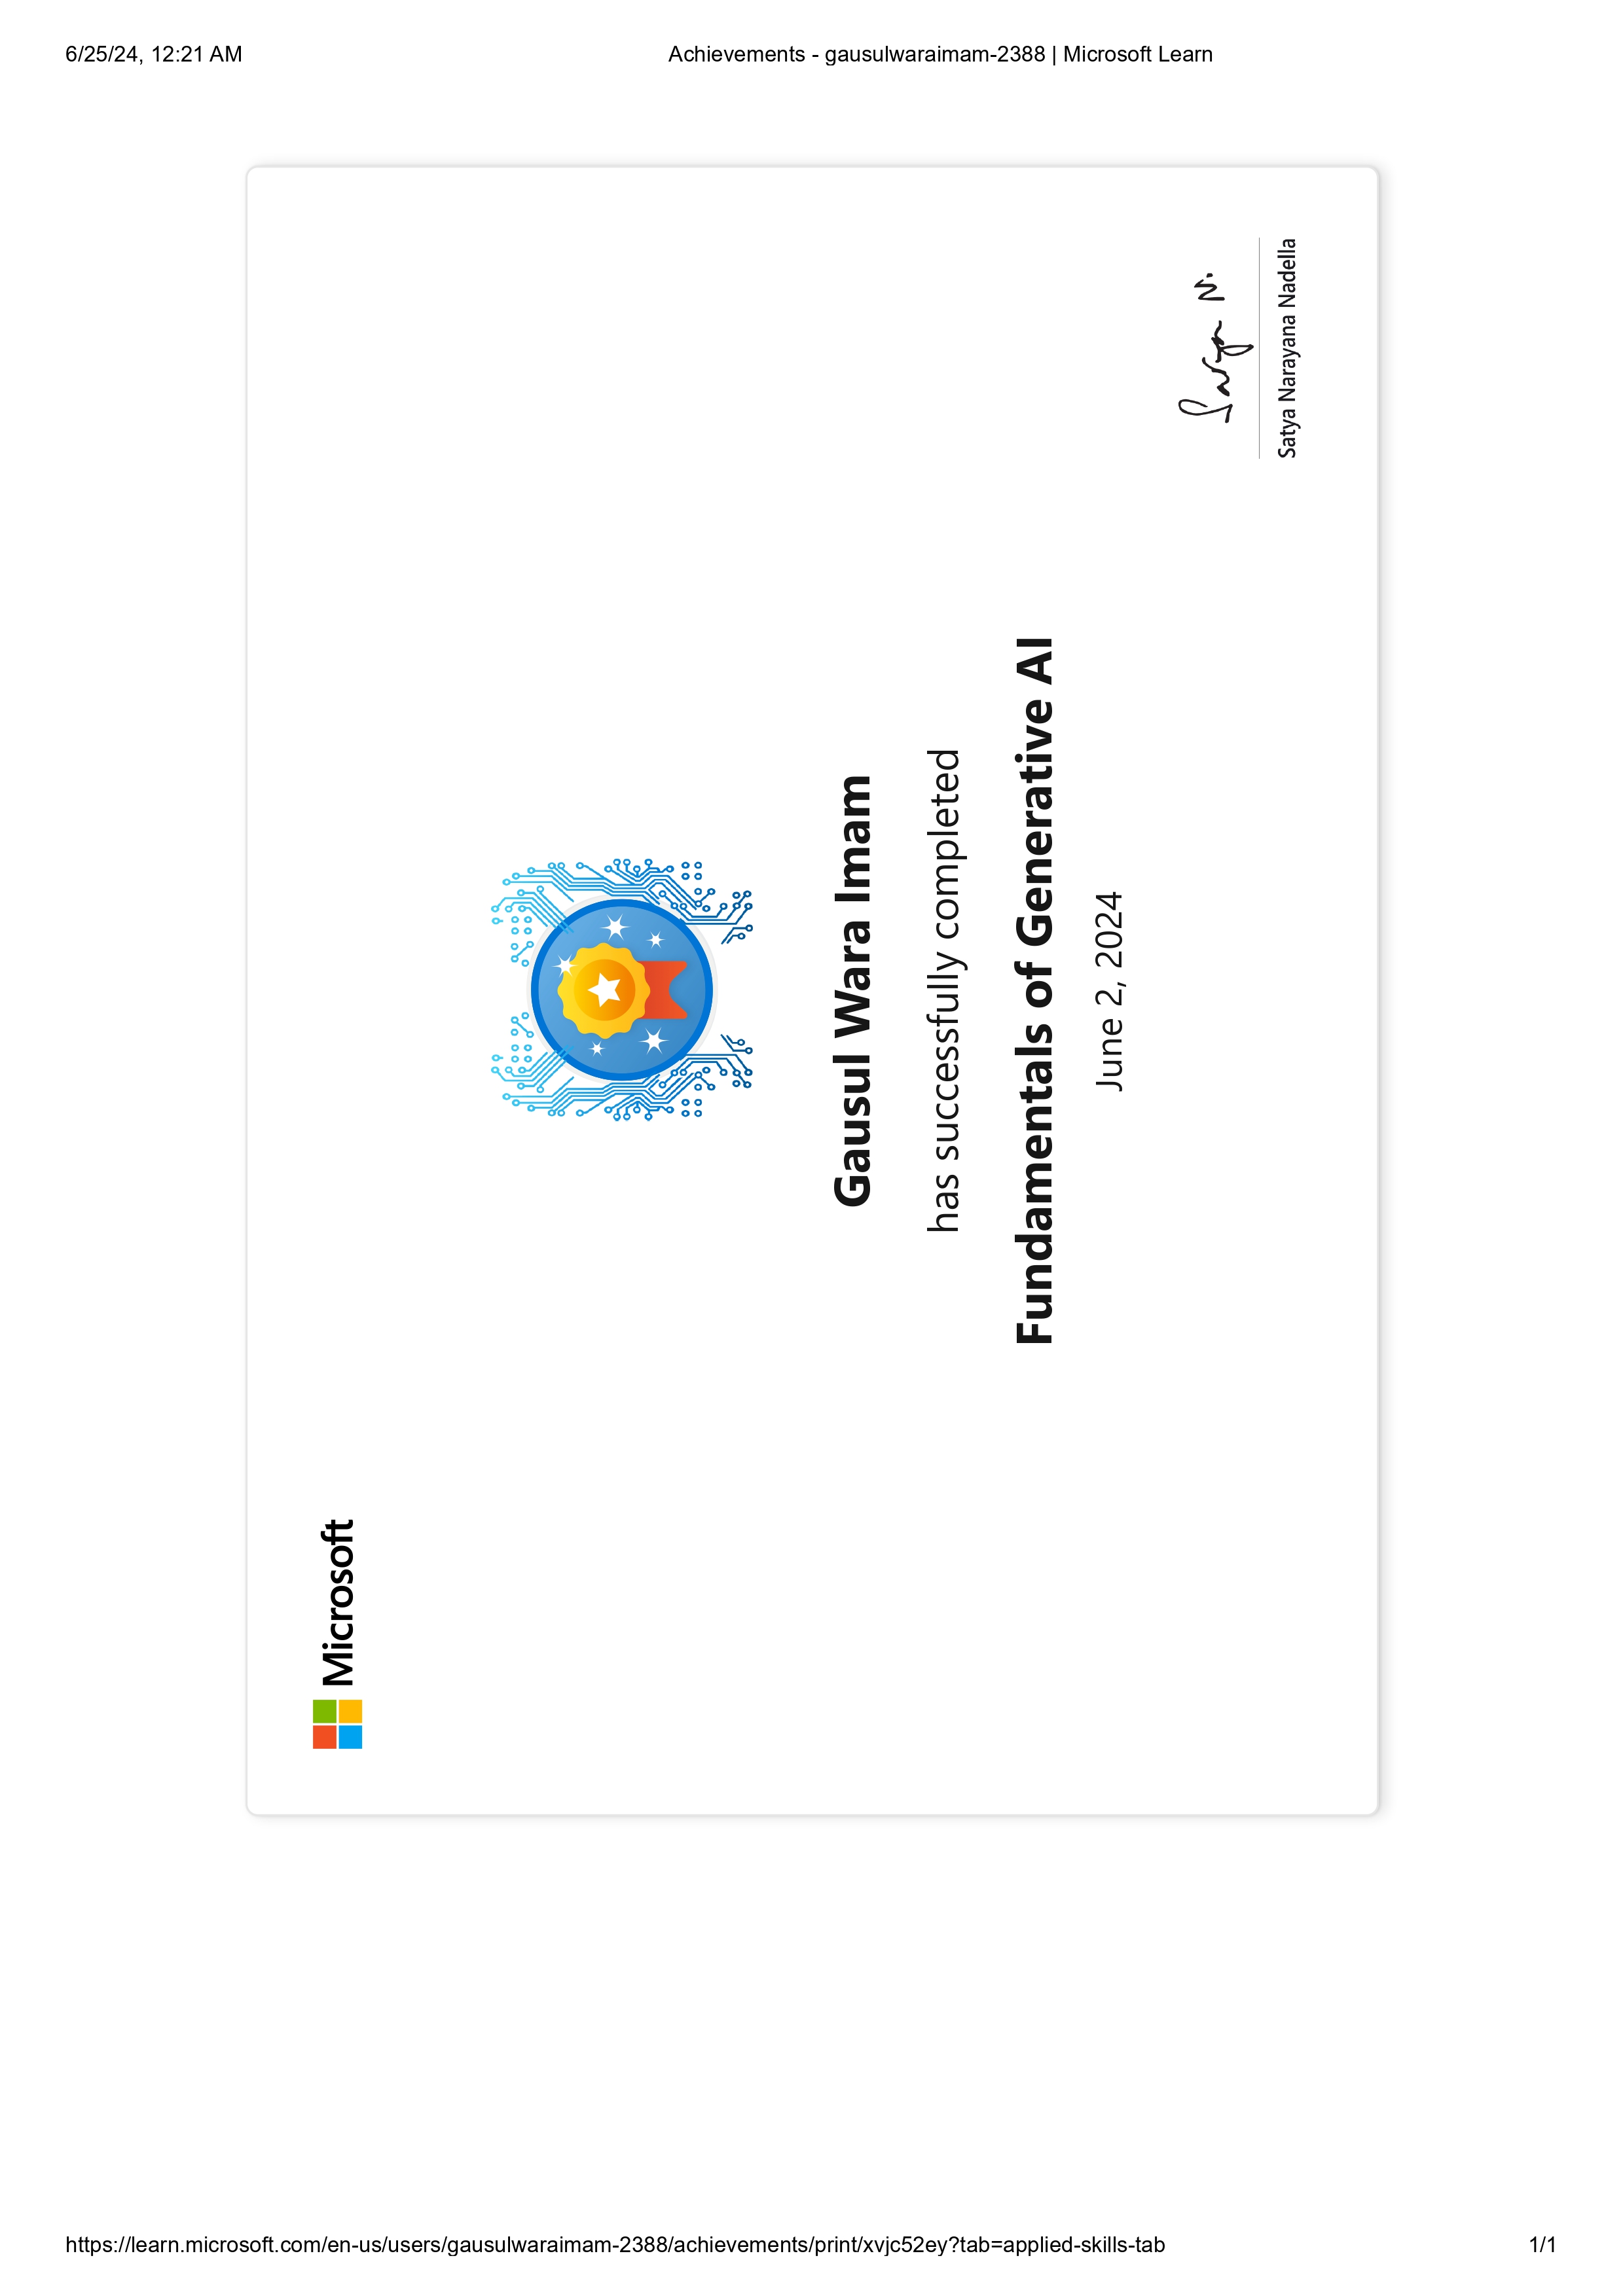 6/25/24, 12:21 AM
Achievements - gausulwaraimam-2388 | Microsoft Learn
Microsoft
Gausul Wara Imam
has successfully completed
Fundamentals of Generative AI
June 2, 2024
Satya N.
Satya Narayana Nadella
https://learn.microsoft.com/en-us/users/gausulwaraimam-2388/achievements/print/xvjc52ey?tab=applied-skills-tab
1/1